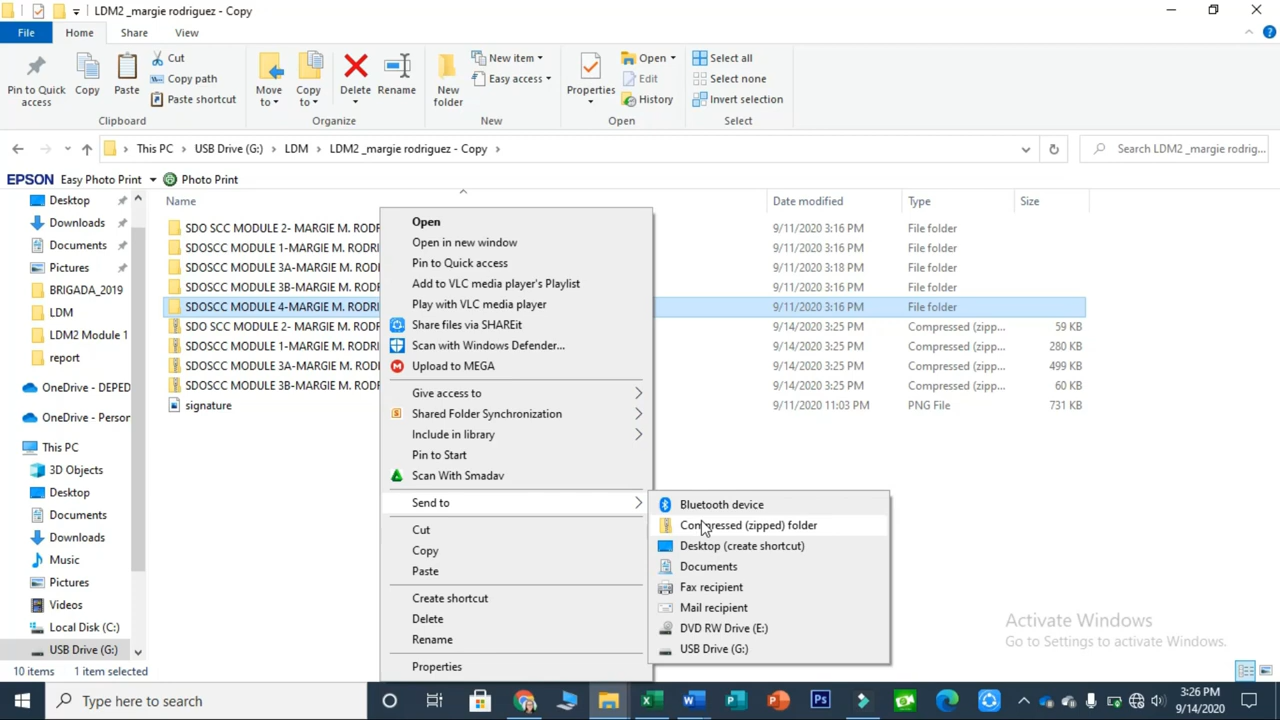 LDM2 _margie rodriguez - Copy
File Home Share View
Pin to Quick access
Copy
Paste
Cut
Copy path
Paste shortcut
Clipboard
Move to
Copy to
Delete
Rename
Organize
New folder
New item
Easy access
New
Properties
Open
Edit
History
Open
Select all
Select none
Invert selection
Select
This PC > USB Drive (G:) > LDM > LDM2 _margie rodriguez - Copy >
Search LDM2 _margie rodrig...
EPSON Easy Photo Print Photo Print
Name Date modified Type Size
SDO SCC MODULE 2- MARGIE M. RODF 9/11/2020 3:16 PM File folder
SDOSCC MODULE 1-MARGIE M. RODRI 9/11/2020 3:16 PM File folder
SDOSCC MODULE 3A-MARGIE M. RODI 9/11/2020 3:18 PM File folder
SDOSCC MODULE 3B-MARGIE M. RODF 9/11/2020 3:16 PM File folder
SDOSCC MODULE 4-MARGIE M. RODRI 9/11/2020 3:16 PM File folder
SDO SCC MODULE 2- MARGIE M. RODF 9/14/2020 3:25 PM Compressed (zipp... 59 KB
SDOSCC MODULE 1-MARGIE M. RODRI 9/14/2020 3:25 PM Compressed (zipp... 280 KB
SDOSCC MODULE 3A-MARGIE M. RODI 9/14/2020 3:25 PM Compressed (zipp... 499 KB
SDOSCC MODULE 3B-MARGIE M. RODF 9/14/2020 3:25 PM Compressed (zipp... 60 KB
signature 9/11/2020 11:03 PM PNG File 731 KB
Desktop
Downloads
Documents
Pictures
BRIGADA_2019
LDM
LDM2 Module 1
report
OneDrive - DEPED
OneDrive - Person
This PC
3D Objects
Desktop
Documents
Downloads
Music
Pictures
Videos
Local Disk (C:)
USB Drive (G:)
Open
Open in new window
Pin to Quick access
Add to VLC media player's Playlist
Play with VLC media player
Share files via SHAREit
Scan with Windows Defender...
Upload to MEGA
Give access to
Shared Folder Synchronization
Include in library
Pin to Start
Scan With Smadav
Send to
Cut
Copy
Paste
Create shortcut
Delete
Rename
Properties
Bluetooth device
Compressed (zipped) folder
Desktop (create shortcut)
Documents
Fax recipient
Mail recipient
DVD RW Drive (E:)
USB Drive (G:)
Activate Windows
Go to Settings to activate Windows.
10 items 1 item selected
Type here to search
3:26 PM
9/14/2020